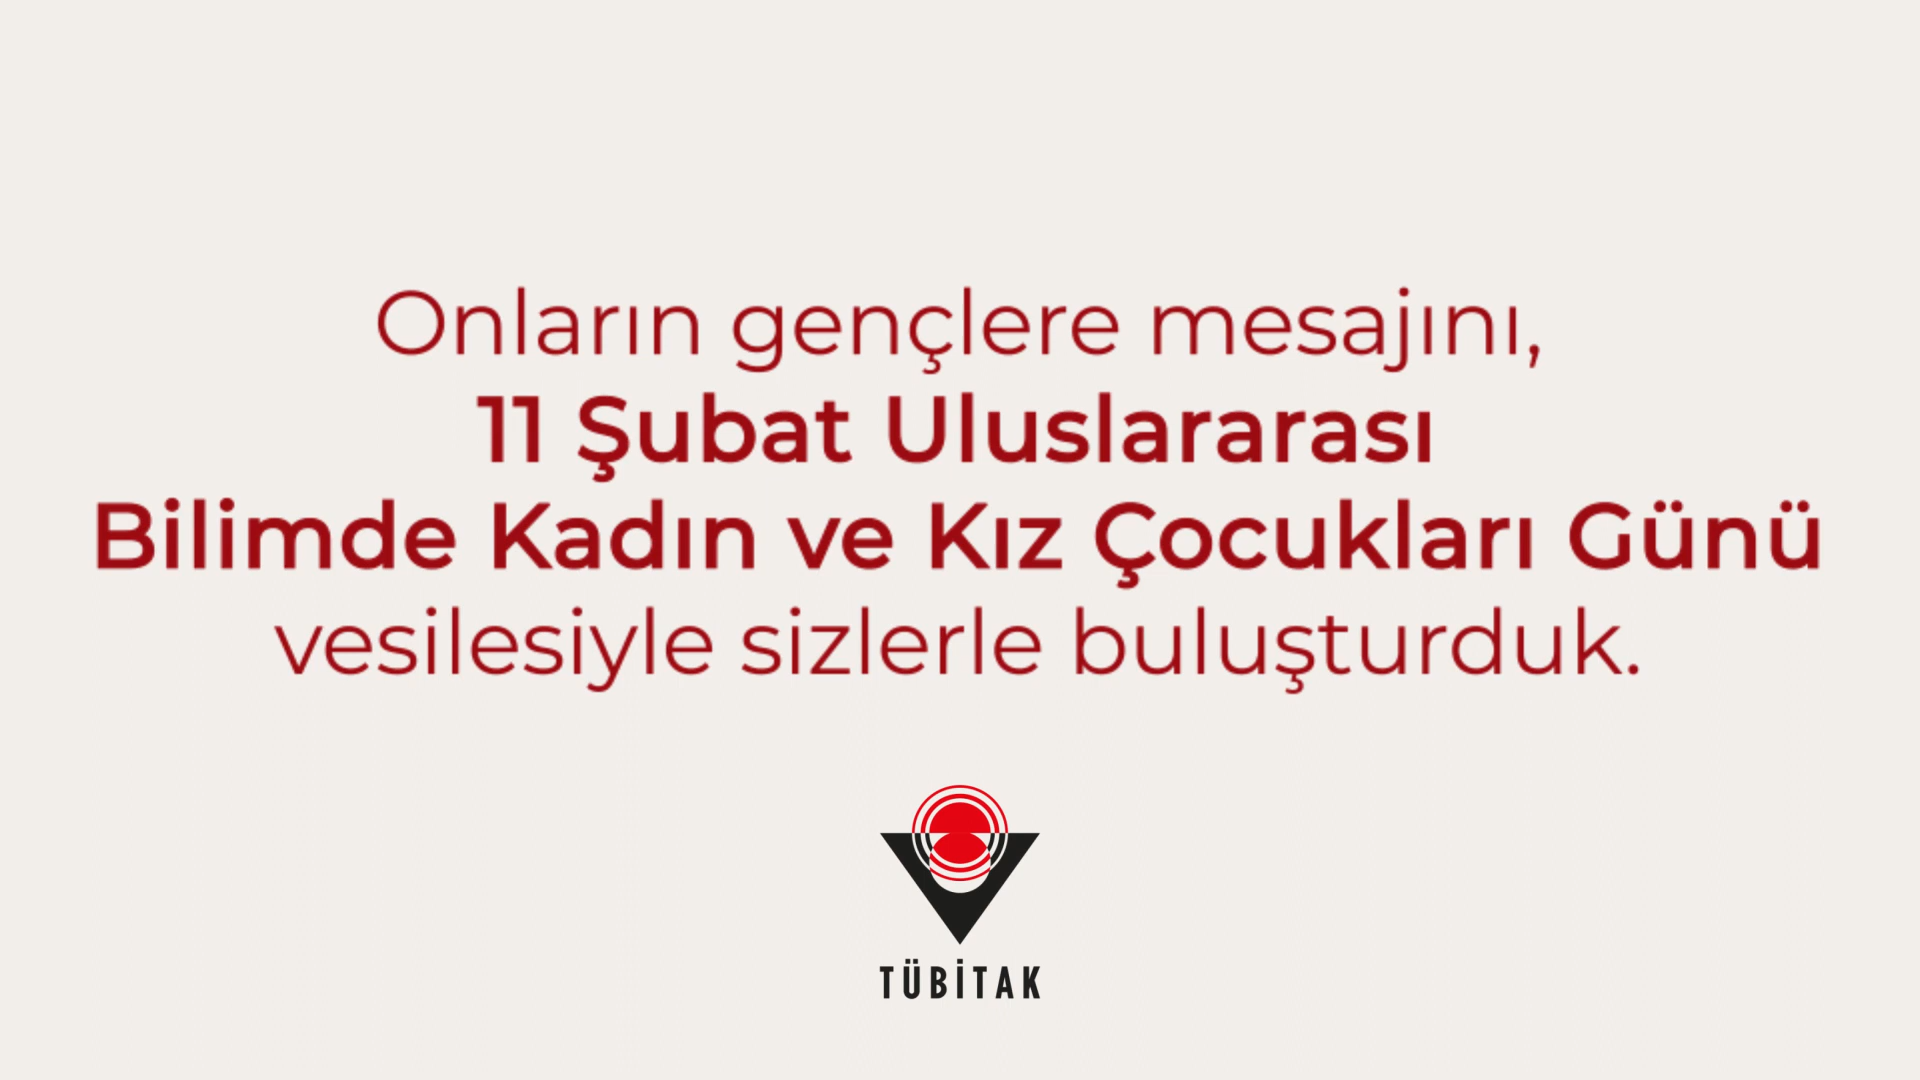 Onların gençlere mesajını,
11 Şubat Uluslararası
Bilimde Kadın ve Kız Çocukları Günü
vesilesiyle sizlerle buluşturduk.
TÜBİTAK